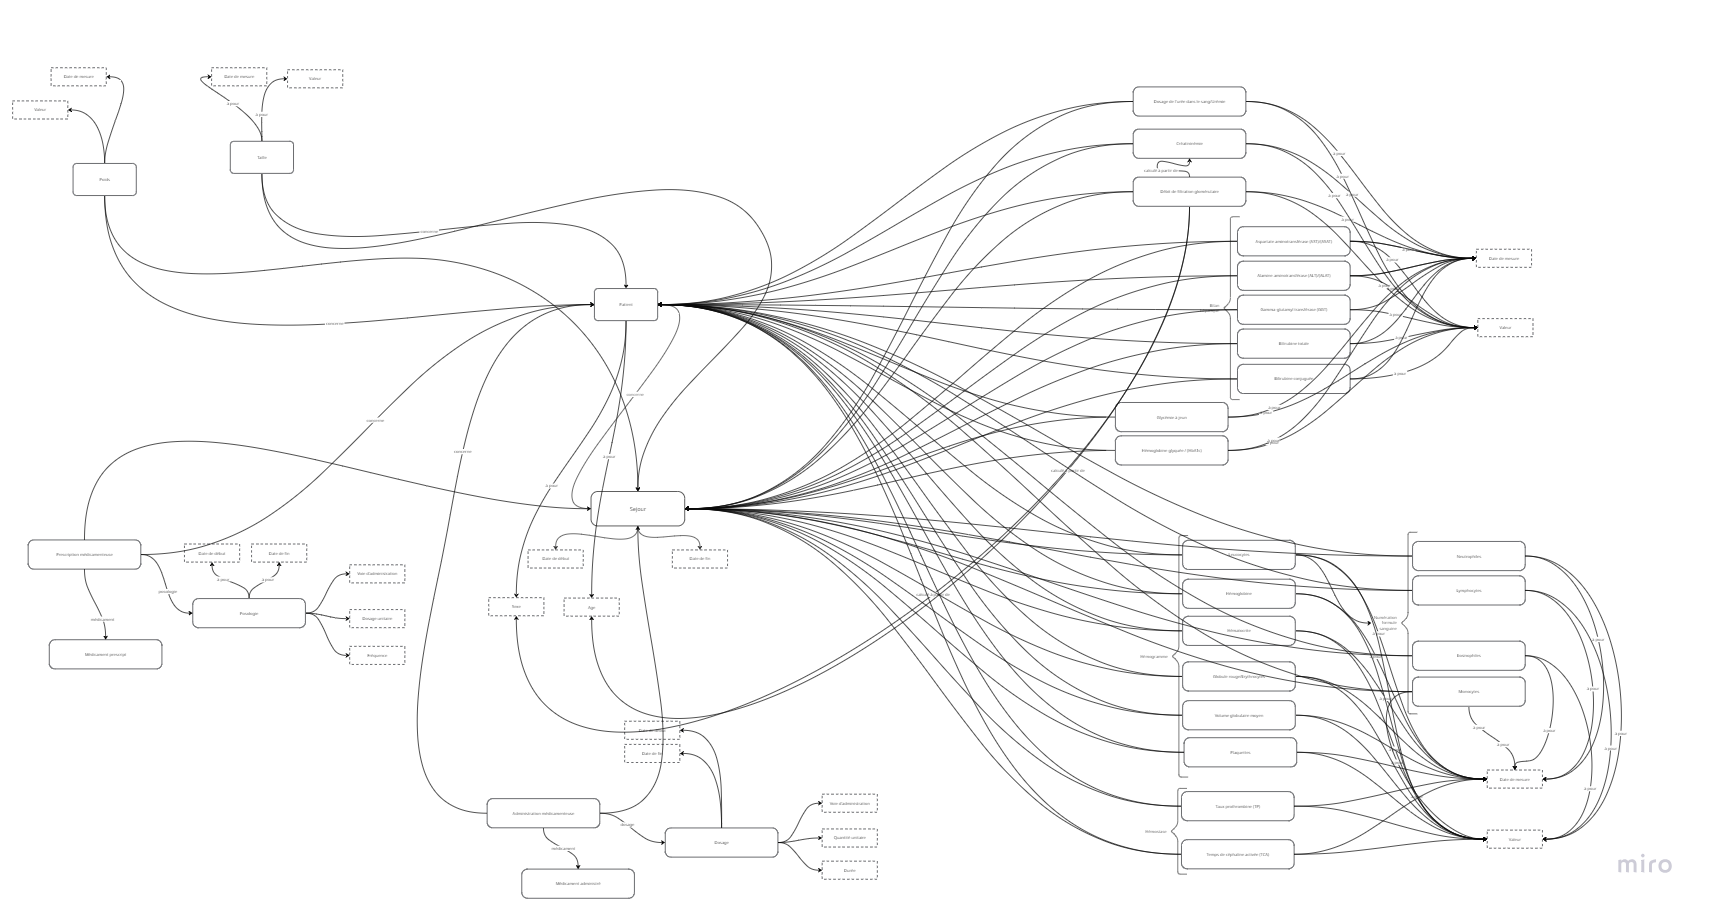 Date de mesure
Valeur
Poids
Date de mesure
Valeur
à pour
à pour
Taille
concerne
concerne
Patient
concerne
concerne
concerne
à pour
à pour
Séjour
Date de début
Date de fin
Sexe
Age
Prescription médicamenteuse
posologie
médicament
Médicament prescrit
Date de début
Date de fin
à pour
à pour
Posologie
Voie d'administration
Dosage unitaire
Fréquence
Date de fin
Administration médicamenteuse
dosage
médicament
Médicament administré
Dosage
Voie d'administration
Quantité unitaire
Durée
Dosage de l'urée dans le sang/Urémie
Créatininémie
calculé à partir de
Débit de filtration glomérulaire
Bilan
Aspartate aminotransférase (ASTO/ASAT)
Alanine aminotransférase (ALT/ALAT)
Gamma-glutamyl transférase (GGT)
Bilirubine totale
Bilirubine conjuguée
Glycémie à jeun
Hémoglobine glyquée / (HbA1c)
calculé à partir de
à pour
à pour
à pour
à pour
à pour
à pour
à pour
à pour
à pour
Date de mesure
Valeur
Hémogramme
Leucocytes
Hémoglobine
Hématocrite
Globule rouge/Erythrocytes
Volume globulaire moyen
Plaquettes
Numération
formule
sanguine
Neutrophiles
Lymphocytes
Eosinophiles
Monocytes
à pour
à pour
à pour
à pour
à pour
à pour
à pour
à pour
Date de mesure
Valeur
Hémostase
Taux prothrombine (TP)
Temps de céphaline activée (TCA)
miro